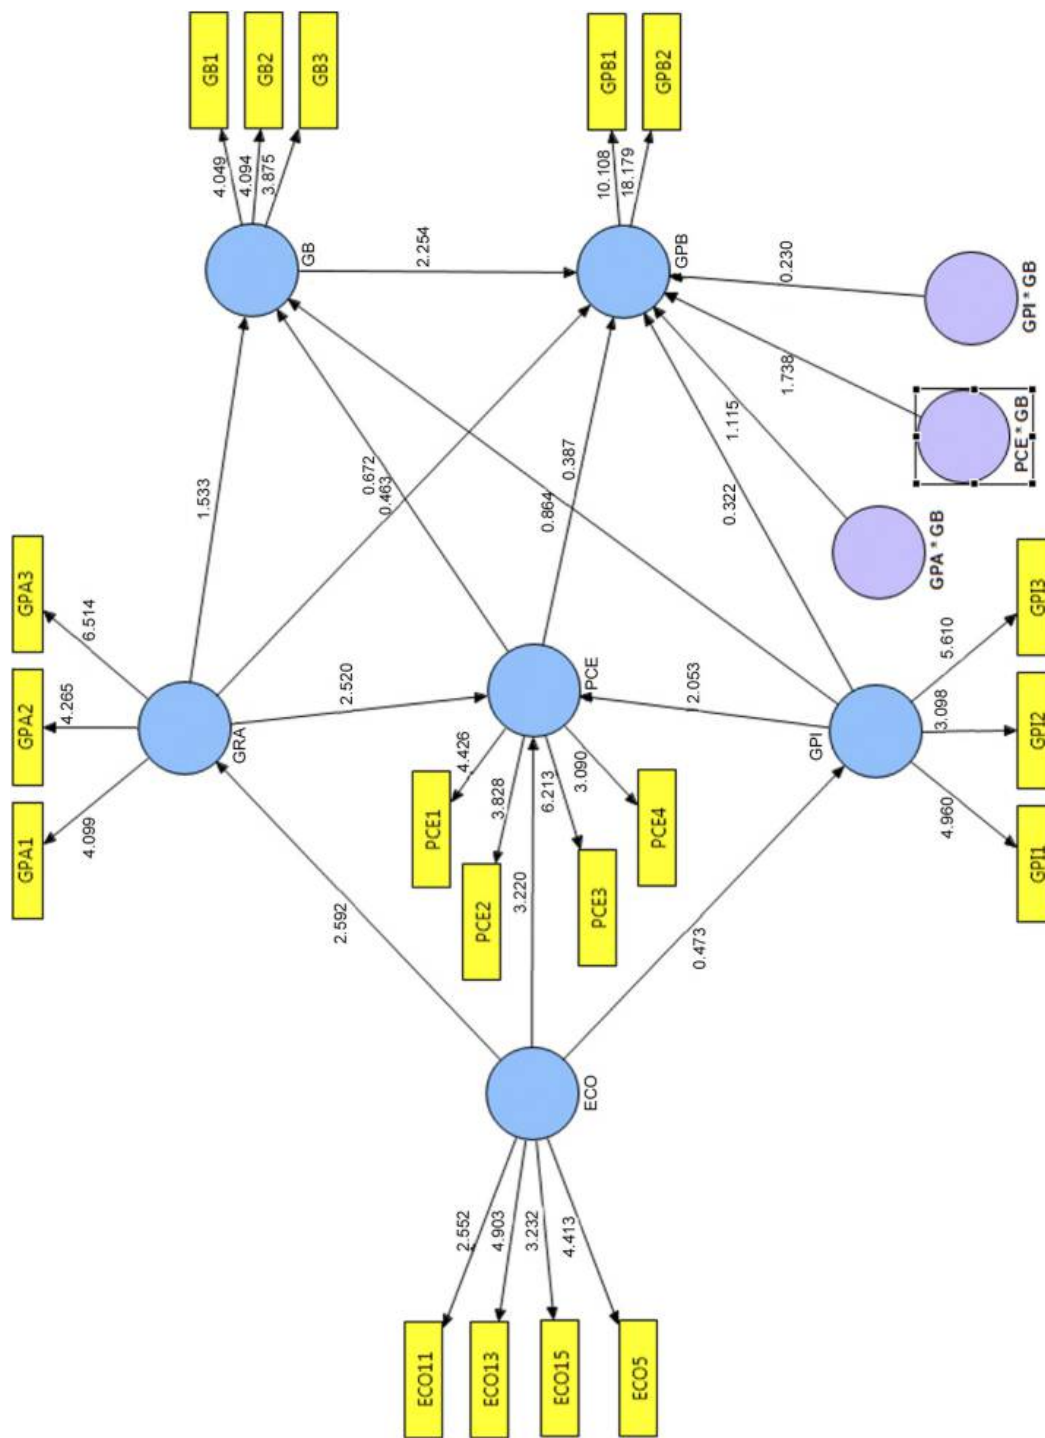 GB1
GB2
GB3
4.049
4.094
3.875
GB
GPB1
GPB2
10.108
18.179
GPB
2.254
0.230
GPI * GB
1.738
PCE * GB
1.115
GPA * GB
1.533
0.672
0.463
0.387
0.864
0.322
GPA3
GPA2
GPA1
6.514
4.265
4.099
GRA
2.520
PCE
2.053
GPI
PCE1
PCE2
PCE3
PCE4
4.426
3.828
6.213
3.090
GPI3
GPI2
GPI1
5.610
3.098
4.960
2.592
3.220
0.473
ECO
2.552
4.903
3.232
4.413
ECO11
ECO13
ECO15
ECO5